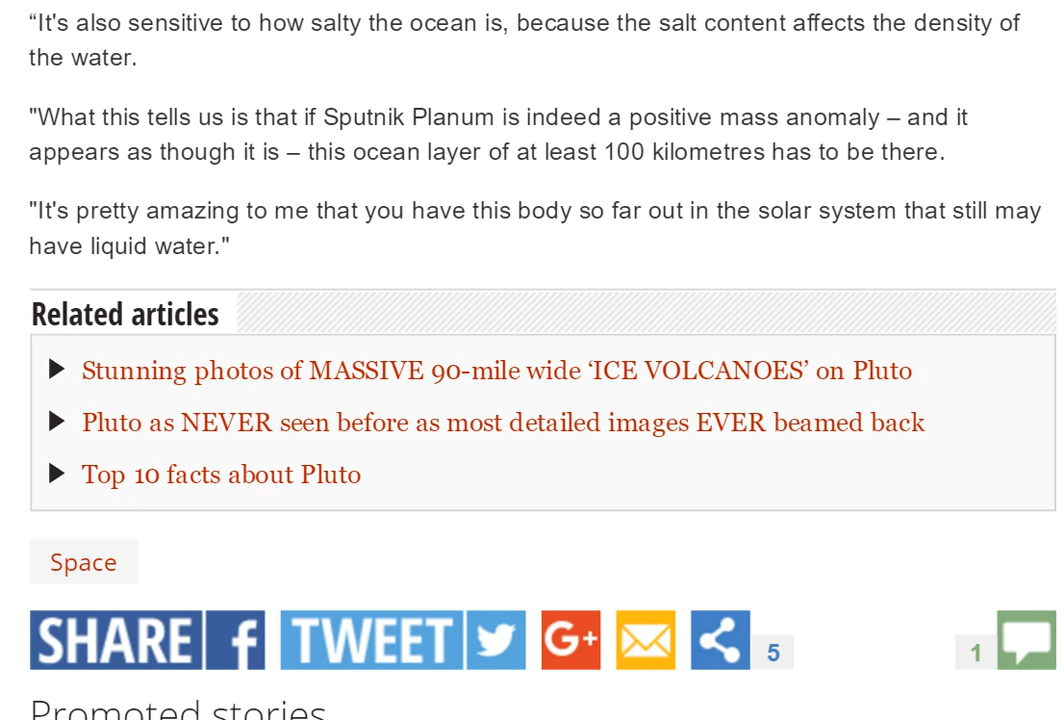 “It's also sensitive to how salty the ocean is, because the salt content affects the density of
the water.
"What this tells us is that if Sputnik Planum is indeed a positive mass anomaly – and it
appears as though it is – this ocean layer of at least 100 kilometres has to be there.
"It's pretty amazing to me that you have this body so far out in the solar system that still may
have liquid water."
Related articles
Stunning photos of MASSIVE 90-mile wide ‘ICE VOLCANOES’ on Pluto
Pluto as NEVER seen before as most detailed images EVER beamed back
Top 10 facts about Pluto
Space
SHARE f TWEET G+ 5 1
Promoted stories